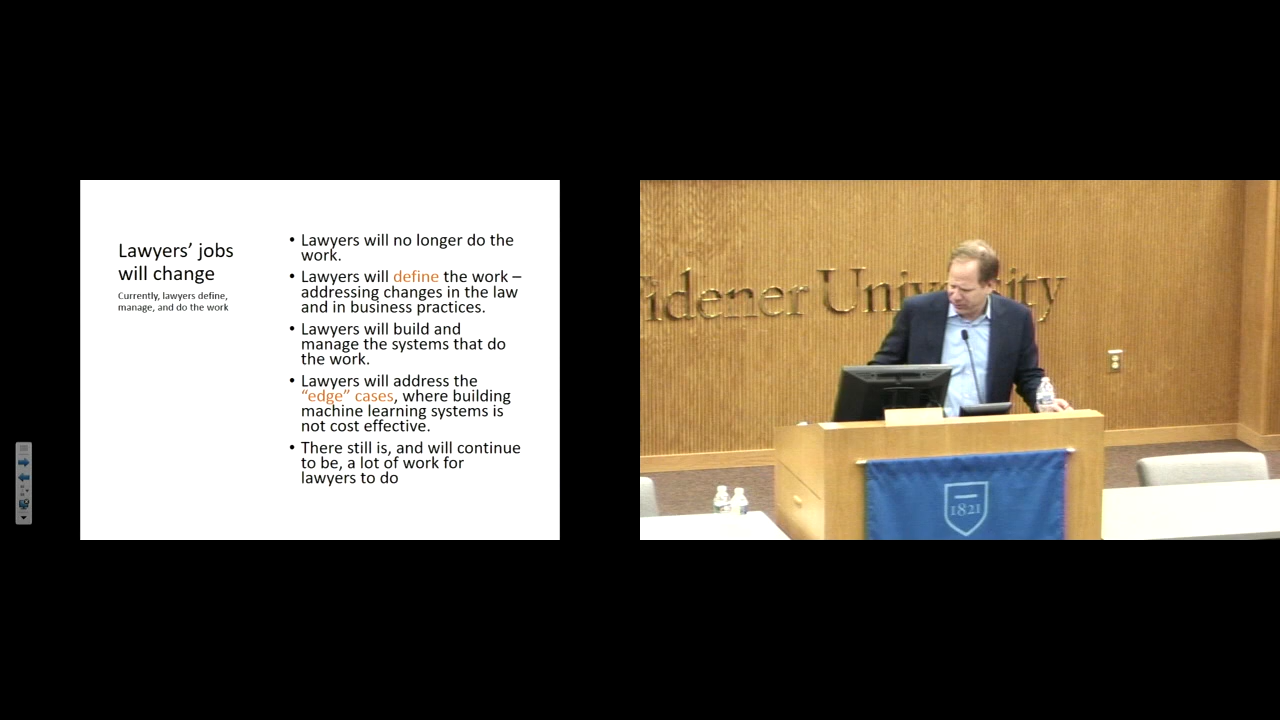 Lawyers’ jobs
will change
Currently, lawyers define,
manage, and do the work
• Lawyers will no longer do the
work.
• Lawyers will define the work –
addressing changes in the law
and in business practices.
• Lawyers will build and
manage the systems that do
the work.
• Lawyers will address the
“edge” cases, where building
machine learning systems is
not cost effective.
• There still is, and will continue
to be, a lot of work for
lawyers to do
idener University
1821